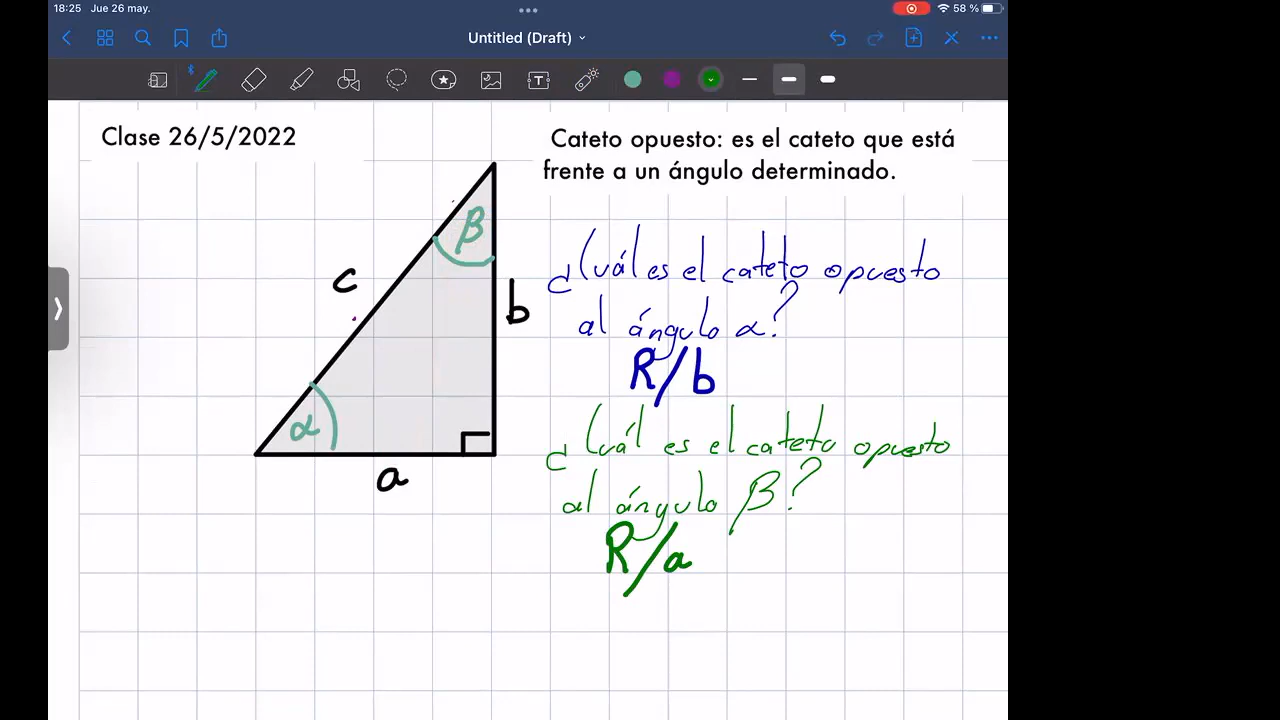 18:25 Jue 26 may.
58 %
Untitled (Draft)
T
Clase 26/5/2022
Cateto opuesto: es el cateto que está
frente a un ángulo determinado.
β
c
b
α
a
¿Cuál es el cateto opuesto
al ángulo α?
R/b
¿Cuál es el cateto opuesto
al ángulo β?
R/a